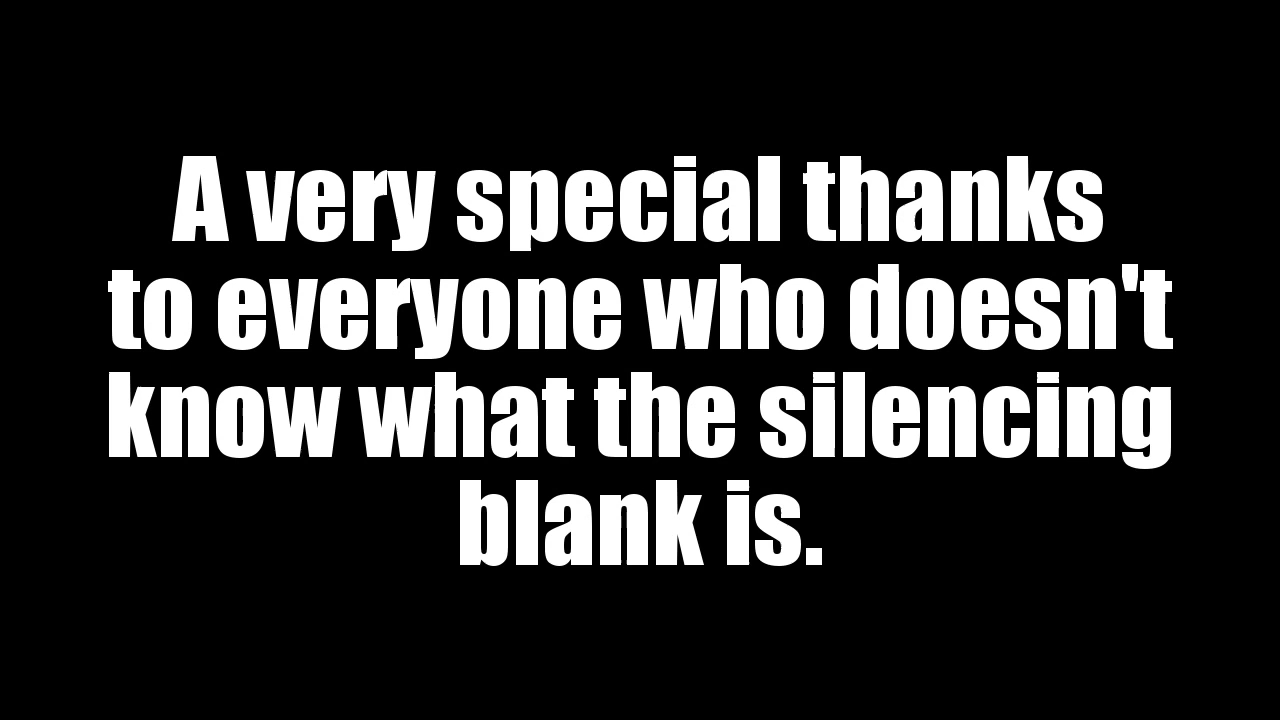 A very special thanks
to everyone who doesn't
know what the silencing
blank is.